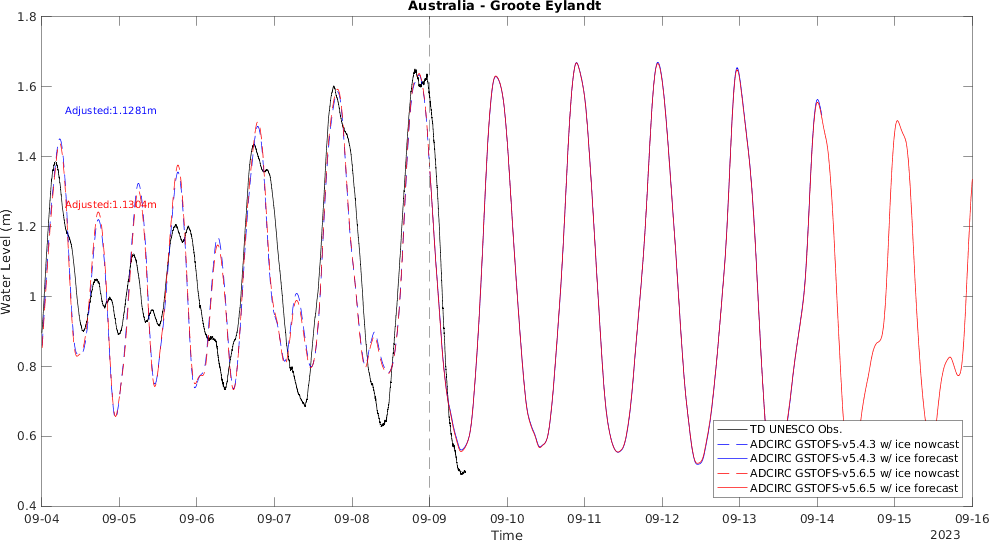 Australia - Groote Eylandt
1.8
1.6
1.4
1.2
1
0.8
0.6
0.4
Water Level (m)
Adjusted:1.1281m
Adjusted:1.1304m
TD UNESCO Obs.
ADCIRC GSTOFS-v5.4.3 w/ ice nowcast
ADCIRC GSTOFS-v5.4.3 w/ ice forecast
ADCIRC GSTOFS-v5.6.5 w/ ice nowcast
ADCIRC GSTOFS-v5.6.5 w/ ice forecast
09-04 09-05 09-06 09-07 09-08 09-09 09-10 09-11 09-12 09-13 09-14 09-15 09-16
Time
2023